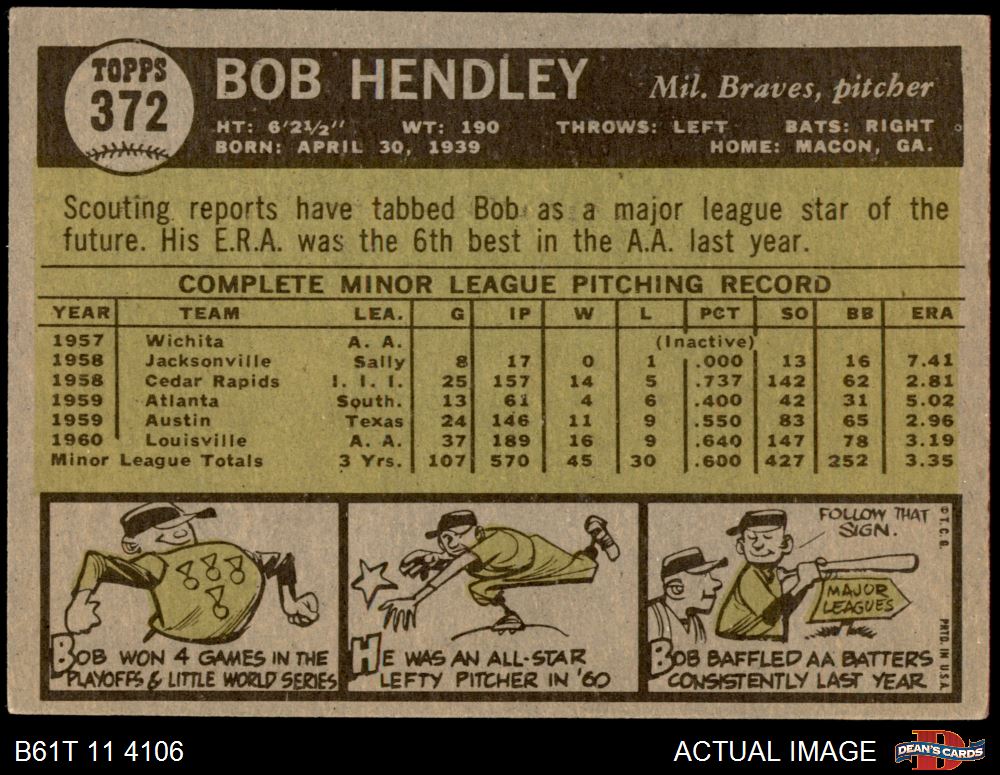 TOPPS
372
BOB HENDLEY Mil. Braves, pitcher
HT: 6'2½" WT: 190 THROWS: LEFT BATS: RIGHT
BORN: APRIL 30, 1939 HOME: MACON, GA.
Scouting reports have tabbed Bob as a major league star of the
future. His E.R.A. was the 6th best in the A.A. last year.
COMPLETE MINOR LEAGUE PITCHING RECORD
YEAR TEAM LEA. G IP W L PCT SO BB ERA
1957 Wichita A. A. (Inactive)
1958 Jacksonville Sally 8 17 0 1 .000 13 16 7.41
1958 Cedar Rapids I. I. I. 25 157 14 5 .737 142 62 2.81
1959 Atlanta South. 13 61 4 6 .400 42 31 5.02
1959 Austin Texas 24 146 11 9 .550 83 65 2.96
1960 Louisville A. A. 37 189 16 9 .640 147 78 3.19
Minor League Totals 3 Yrs. 107 570 45 30 .600 427 252 3.35
BOB WON 4 GAMES IN THE
PLAYOFFS & LITTLE WORLD SERIES
HE WAS AN ALL-STAR
LEFTY PITCHER IN '60
FOLLOW THAT
SIGN.
MAJOR
LEAGUES
BOB BAFFLED AA BATTERS
CONSISTENTLY LAST YEAR
© T.C.G. PRTD. IN U.S.A.
B61T 11 4106 ACTUAL IMAGE
DEAN'S CARDS